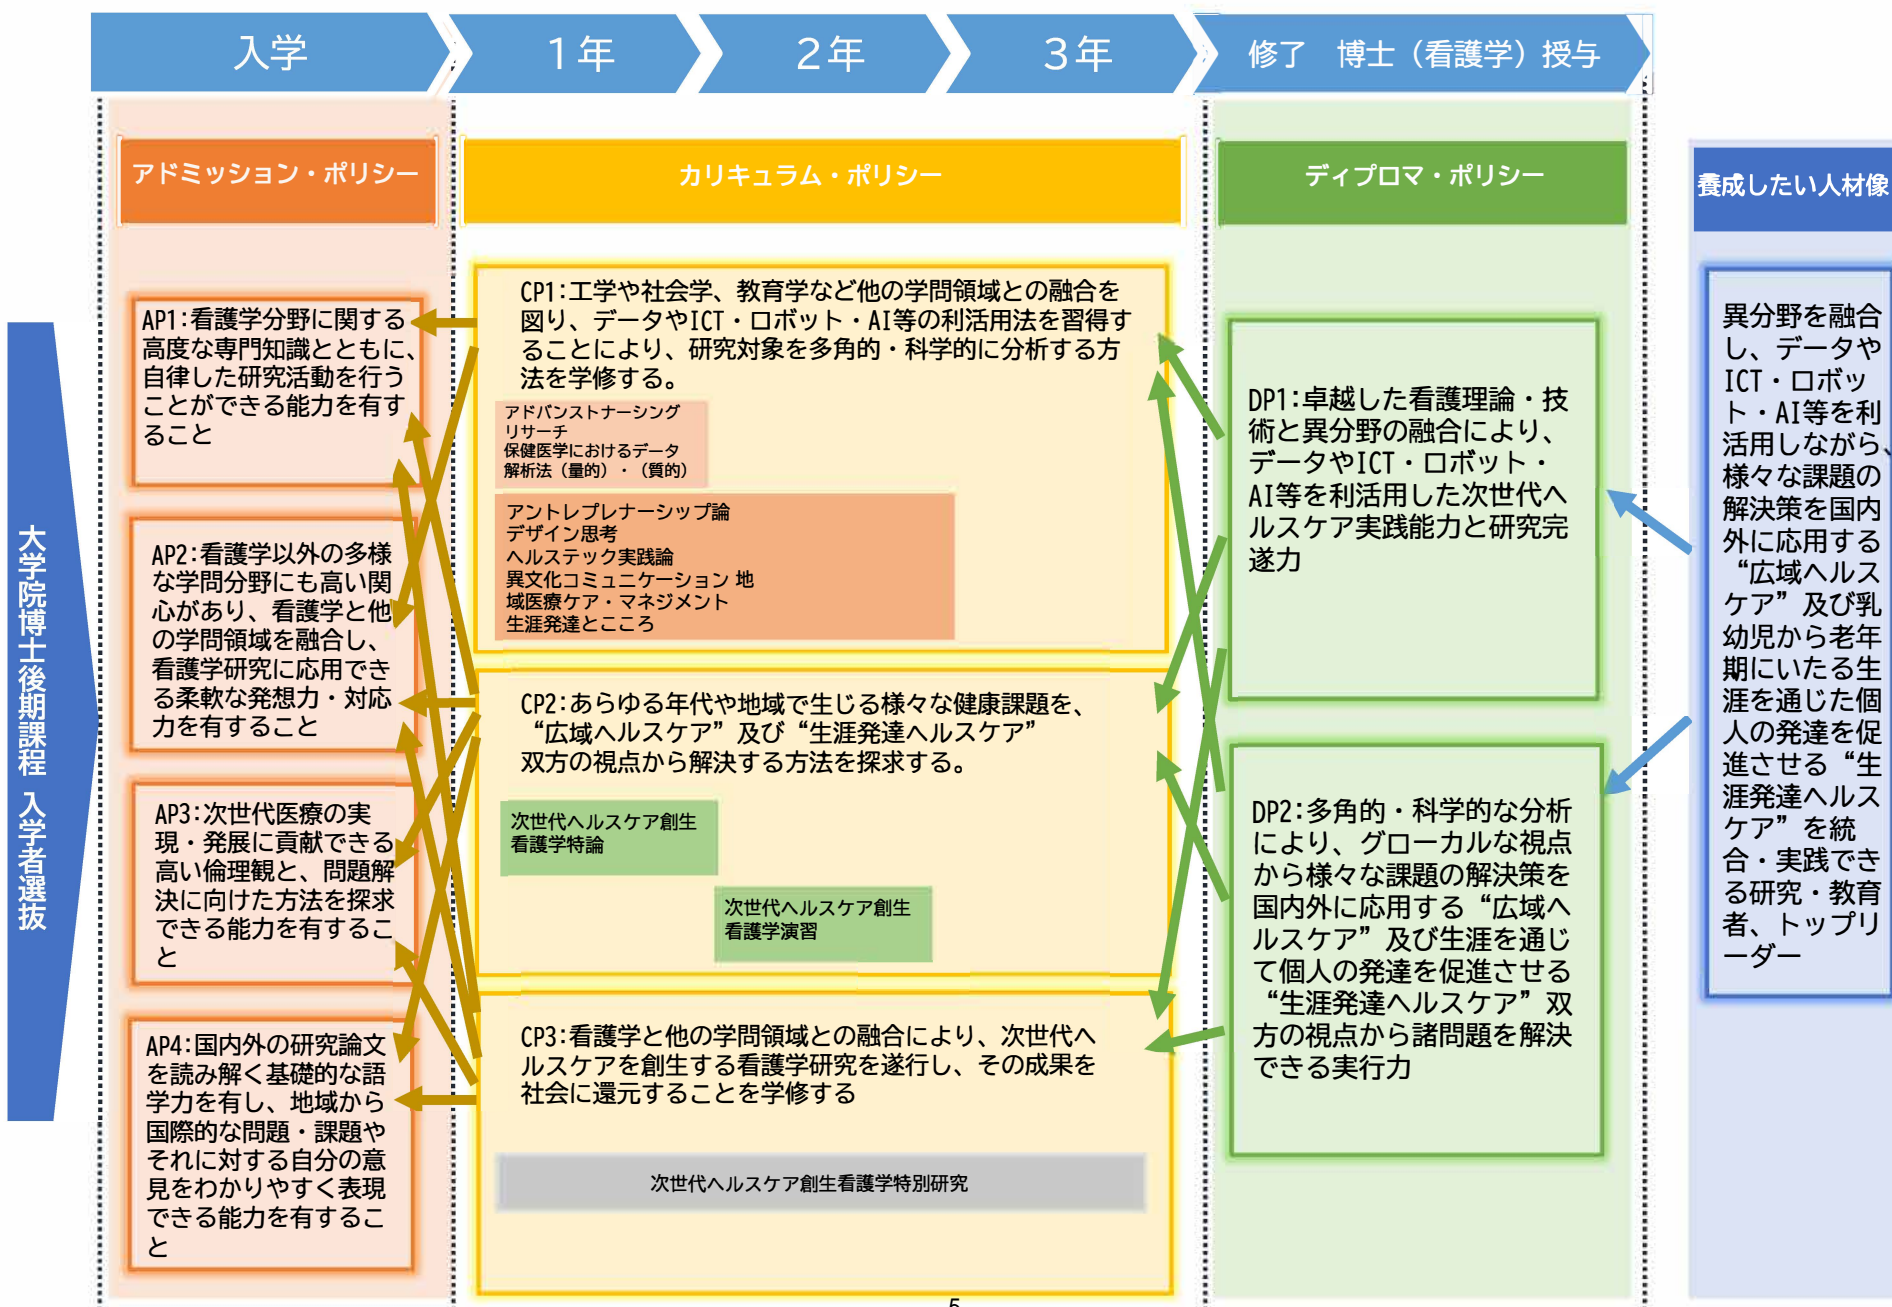 入学
1年
2年
3年
修了　博士（看護学）授与
大学院博士後期課程 入学者選抜
アドミッション・ポリシー
AP1:看護学分野に関する
高度な専門知識とともに、
自律した研究活動を行う
ことができる能力を有す
ること
AP2:看護学以外の多様
な学問分野にも高い関
心があり、看護学と他
の学問領域を融合し、
看護学研究に応用でき
る柔軟な発想力・対応
力を有すること
AP3:次世代医療の実
現・発展に貢献できる
高い倫理観と、問題解
決に向けた方法を探求
できる能力を有するこ
と
AP4:国内外の研究論文
を読み解く基礎的な語
学力を有し、地域から
国際的な問題・課題や
それに対する自分の意
見をわかりやすく表現
できる能力を有するこ
と
カリキュラム・ポリシー
CP1:工学や社会学、教育学など他の学問領域との融合を
図り、データやICT・ロボット・AI等の利活用法を習得す
ることにより、研究対象を多角的・科学的に分析する方
法を学修する。
アドバンストナーシング
リサーチ
保健医学におけるデータ
解析法（量的）・（質的）
アントレプレナーシップ論
デザイン思考
ヘルステック実践論
異文化コミュニケーション 地
域医療ケア・マネジメント
生涯発達とこころ
CP2:あらゆる年代や地域で生じる様々な健康課題を、
“広域ヘルスケア”及び“生涯発達ヘルスケア”
双方の視点から解決する方法を探求する。
次世代ヘルスケア創生
看護学特論
次世代ヘルスケア創生
看護学演習
CP3:看護学と他の学問領域との融合により、次世代ヘ
ルスケアを創生する看護学研究を遂行し、その成果を
社会に還元することを学修する
次世代ヘルスケア創生看護学特別研究
ディプロマ・ポリシー
DP1:卓越した看護理論・技
術と異分野の融合により、
データやICT・ロボット・
AI等を利活用した次世代ヘ
ルスケア実践能力と研究完
遂力
DP2:多角的・科学的な分析
により、グローカルな視点
から様々な課題の解決策を
国内外に応用する“広域ヘ
ルスケア”及び生涯を通じ
て個人の発達を促進させる
“生涯発達ヘルスケア”双
方の視点から諸問題を解決
できる実行力
養成したい人材像
異分野を融合
し、データや
ICT・ロボッ
ト・AI等を利
活用しながら、
様々な課題の
解決策を国内
外に応用する
“広域ヘルス
ケア”及び乳
幼児から老年
期にいたる生
涯を通じた個
人の発達を促
進させる“生
涯発達ヘルス
ケア”を統
合・実践でき
る研究・教育
者、トップリ
ーダー
5